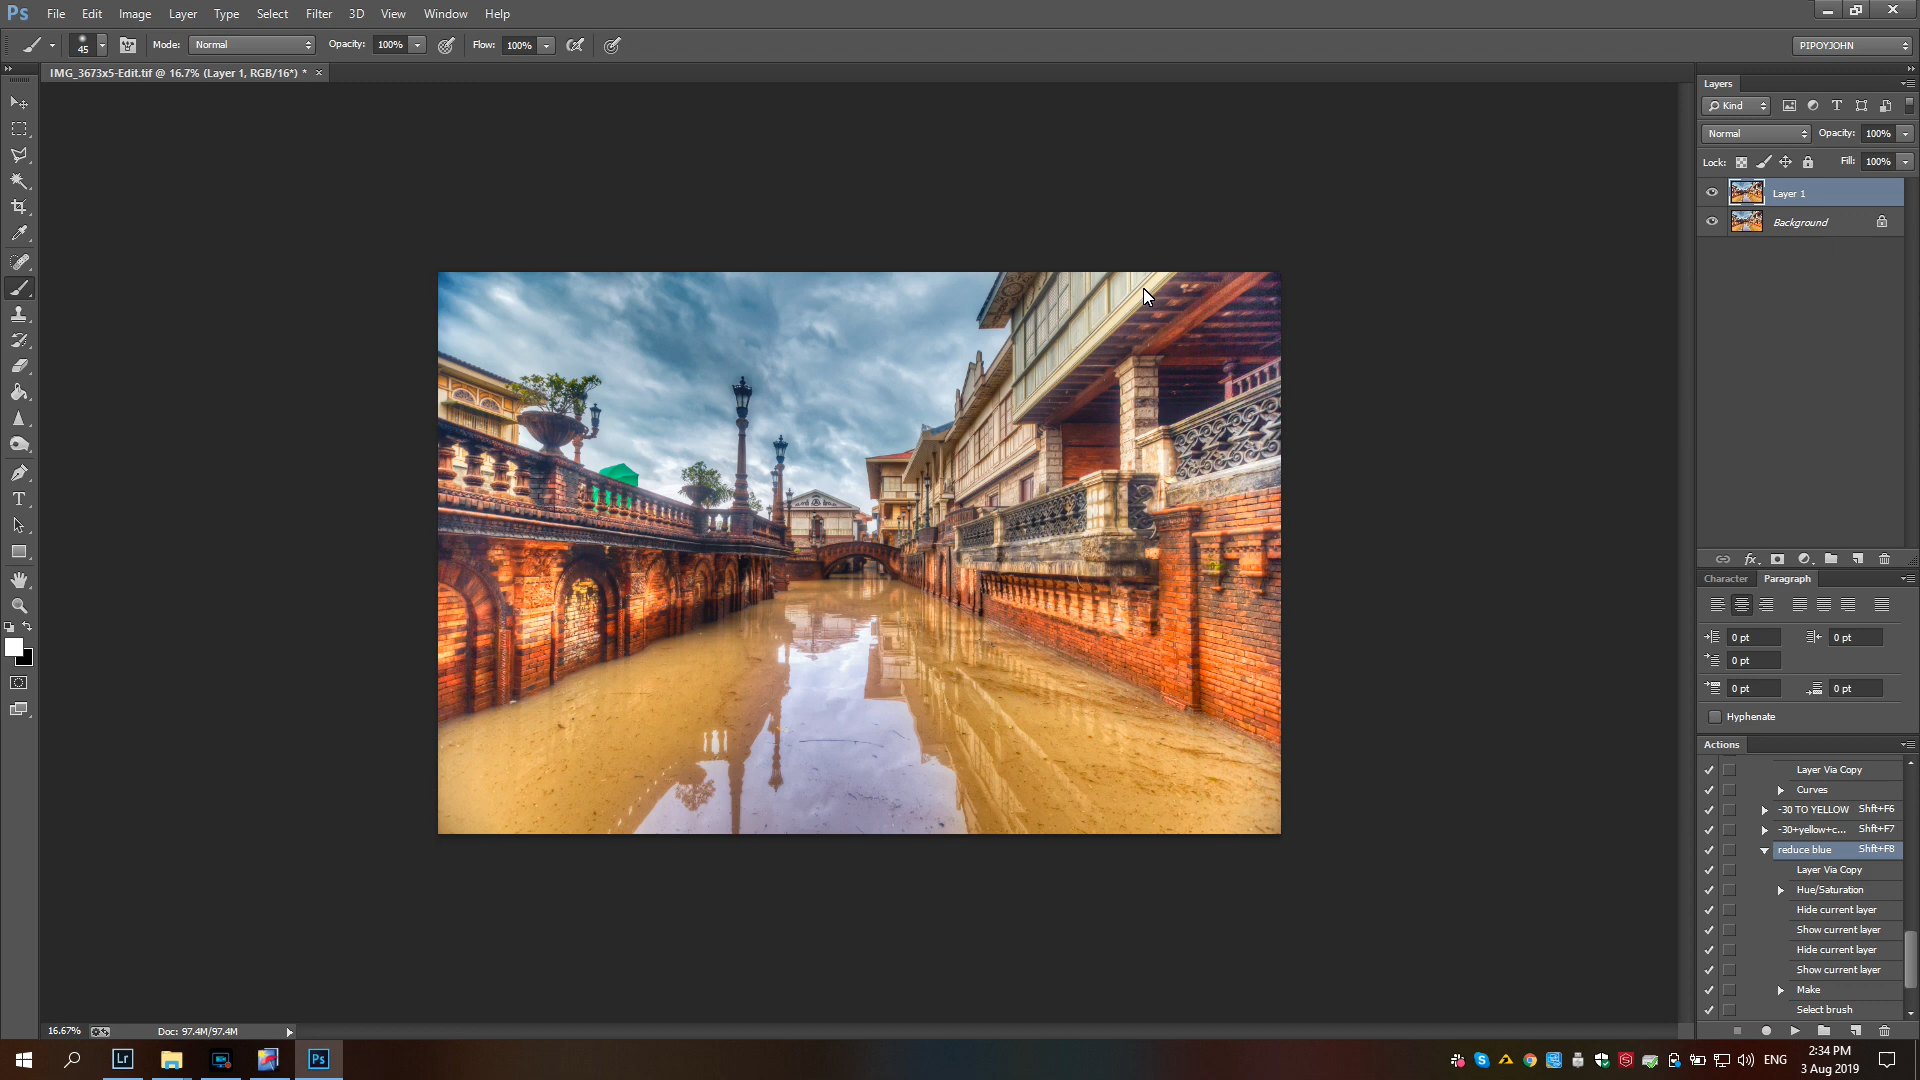 Ps File Edit Image Layer Type Select Filter 3D View Window Help
45 Mode: Normal Opacity: 100% Flow: 100% PIPOYJOHN
IMG_3673x5-Edit.tif @ 16.7% (Layer 1, RGB/16*) * ×
Layers
Kind
Normal Opacity: 100%
Lock: Fill: 100%
Layer 1
Background
fx
Character Paragraph
0 pt 0 pt
0 pt
0 pt 0 pt
Hyphenate
Actions
Layer Via Copy
Curves
-30 TO YELLOW Shft+F6
-30+yellow+c... Shft+F7
reduce blue Shft+F8
Layer Via Copy
Hue/Saturation
Hide current layer
Show current layer
Hide current layer
Show current layer
Make
Select brush
16.67% Doc: 97.4M/97.4M
Lr Ps ENG 2:34 PM
3 Aug 2019